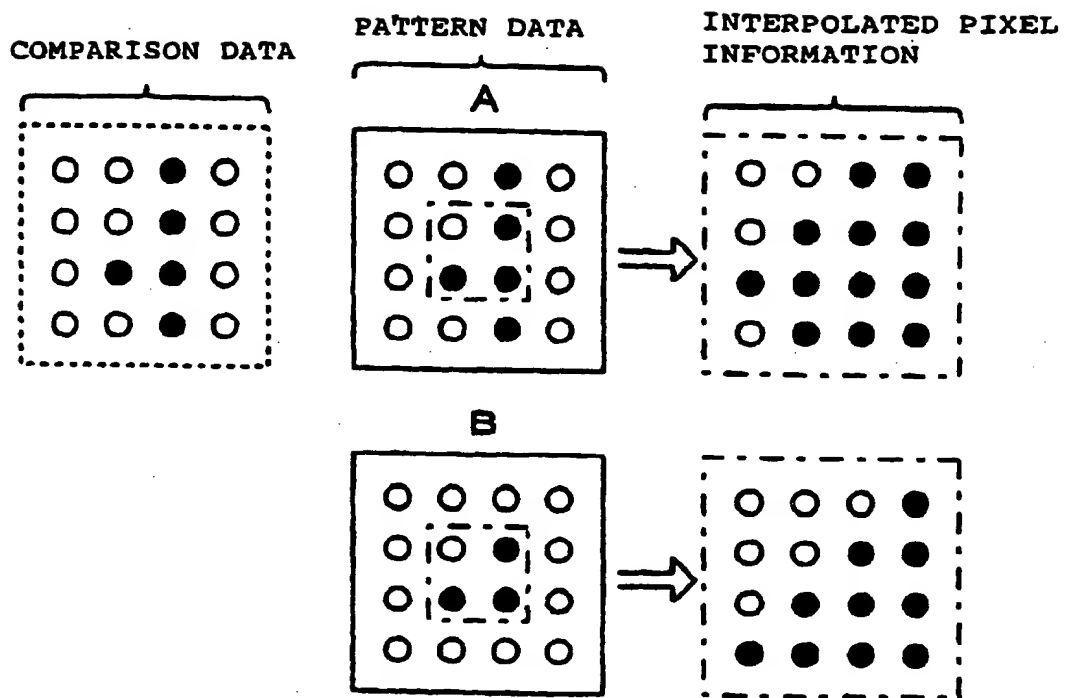 COMPARISON DATA
PATTERN DATA
INTERPOLATED PIXEL
INFORMATION
A
B